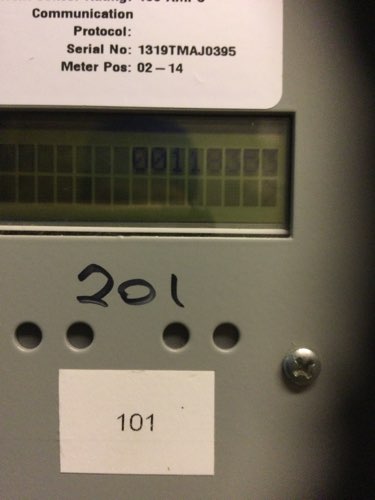 Communication
Protocol:
Serial No: 1319TMAJ0395
Meter Pos: 02-14
201
101